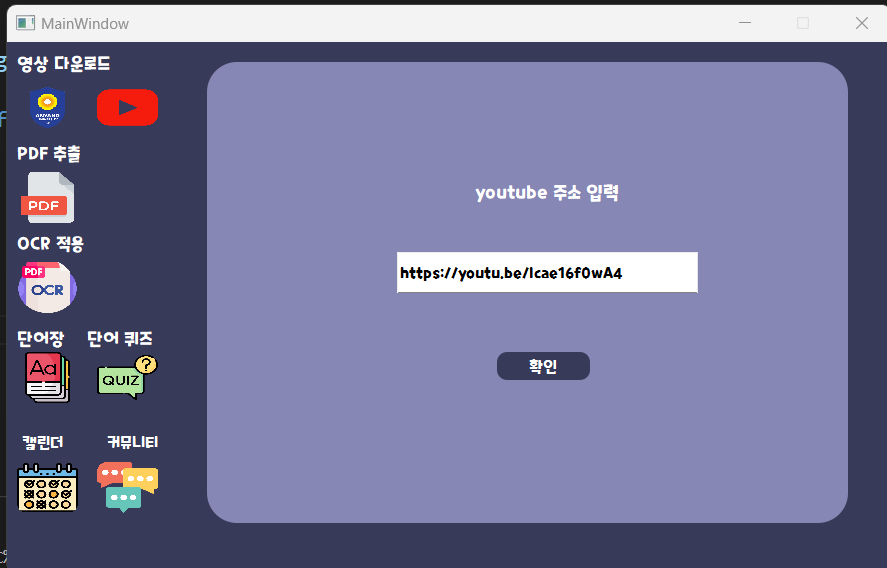 MainWindow
영상 다운로드
PDF 추출
PDF
OCR 적용
PDF
OCR
단어장 단어 퀴즈
Aa
QUIZ ?
캘린더 커뮤니티
youtube 주소 입력
https://youtu.be/lcae16f0wA4
확인